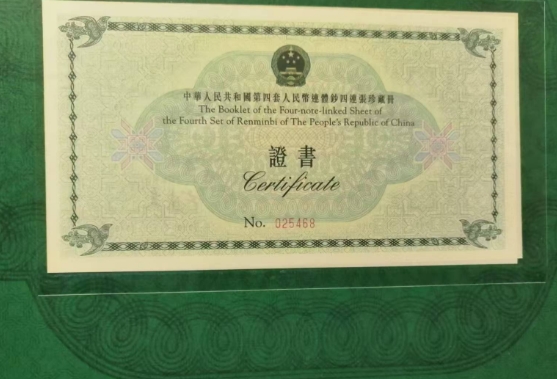 中華人民共和國第四套人民幣連體鈔四連張珍藏冊
The Booklet of the Four-note-linked Sheet of
the Fourth Set of Renminbi of The People's Republic of China
證書
Certificate
No. 025468